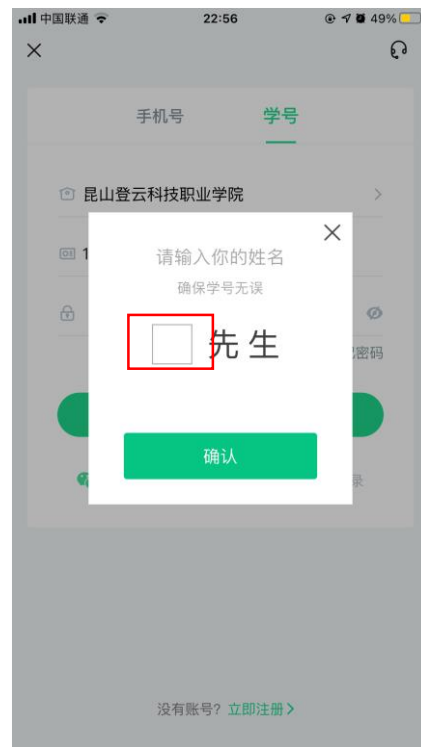 中国联通 22:56 49%
手机号 学号
昆山登云科技职业学院
1
请输入你的姓名
确保学号无误
先生
密码
确认
录
没有账号? 立即注册